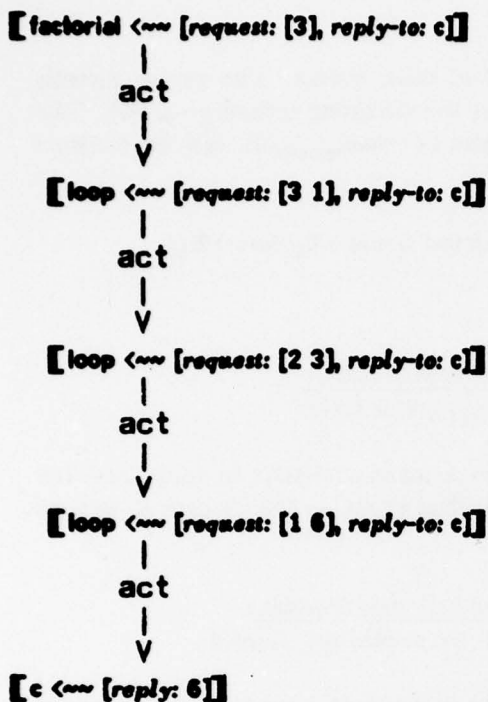 ⟦factorial <~~ [request: [3], reply-to: c]⟧
|
act
|
V
⟦loop <~~ [request: [3 1], reply-to: c]⟧
|
act
|
V
⟦loop <~~ [request: [2 3], reply-to: c]⟧
|
act
|
V
⟦loop <~~ [request: [1 6], reply-to: c]⟧
|
act
|
V
⟦c <~~ [reply: 6]⟧